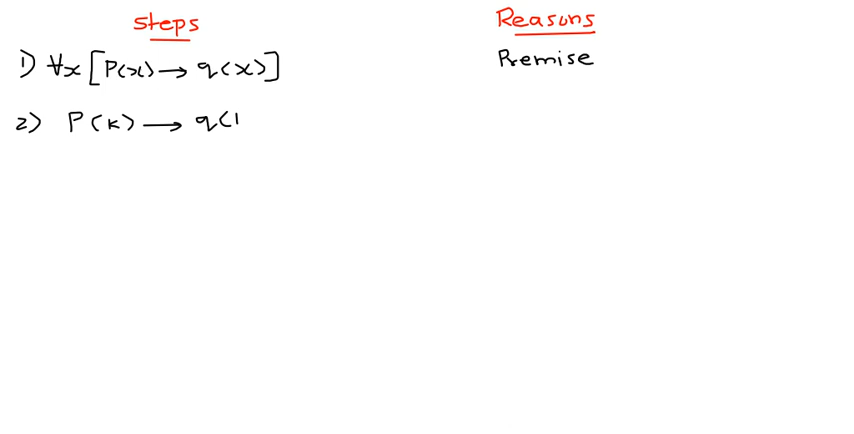 Steps Reasons
1) ∀x [P(x) → q(x)] Premise
2) P(k) → q(